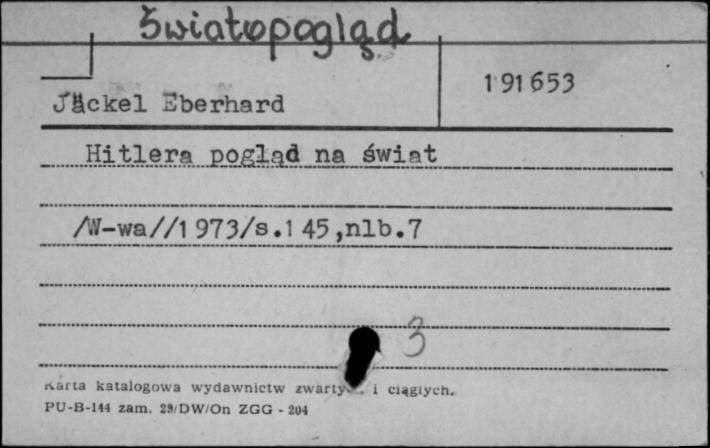 Światopogląd
191653
Jäckel Eberhard
Hitlera pogląd na świat
/W-wa//1973/s.145,nlb.7
3
Karta katalogowa wydawnictw i ciągłych.
PU-B-144 zam. 29/DW/On ZGG - 204